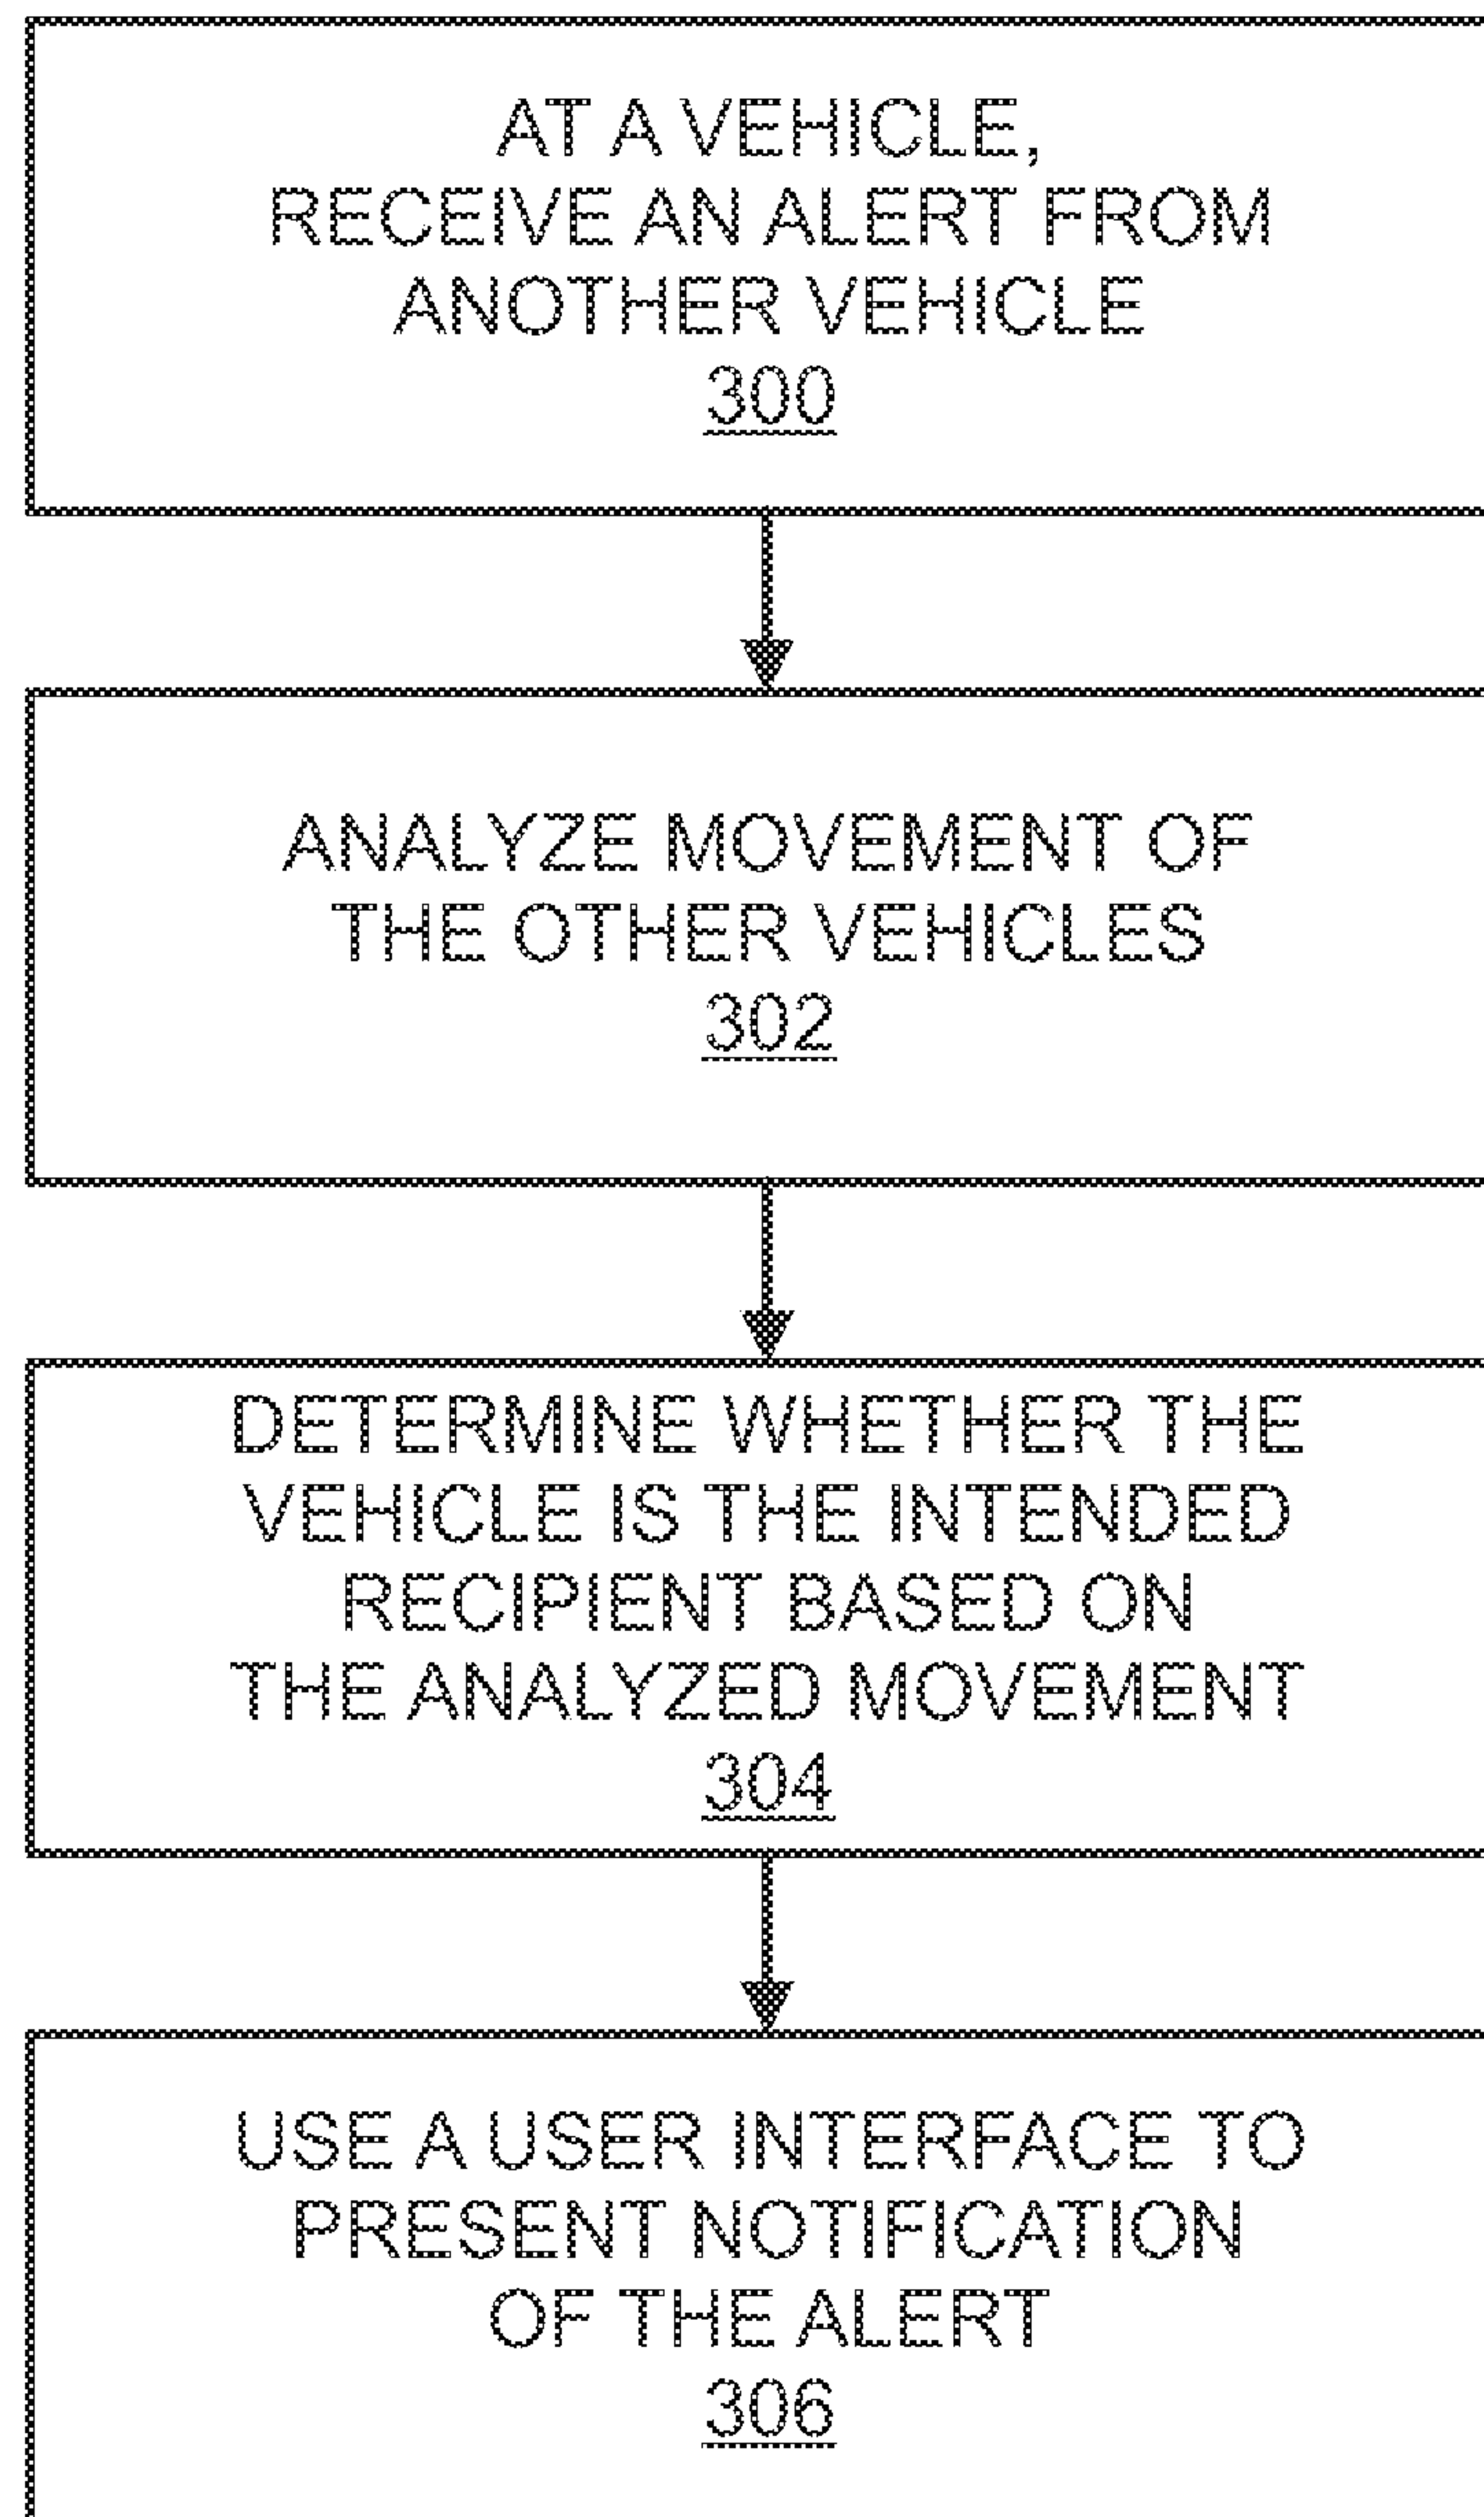 AT A VEHICLE,
RECEIVE AN ALERT FROM
ANOTHER VEHICLE
300
ANALYZE MOVEMENT OF
THE OTHER VEHICLES
302
DETERMINE WHETHER THE
VEHICLE IS THE INTENDED
RECIPIENT BASED ON
THE ANALYZED MOVEMENT
304
USE A USER INTERFACE TO
PRESENT NOTIFICATION
OF THE ALERT
306